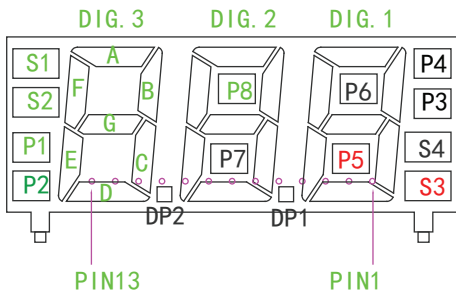 DIG.3 DIG.2 DIG.1
S1 A P4
F B P8 P6
S2 P3
G
P1 S4
E C P7 P5
P2 D S3
DP2 DP1
PIN13 PIN1